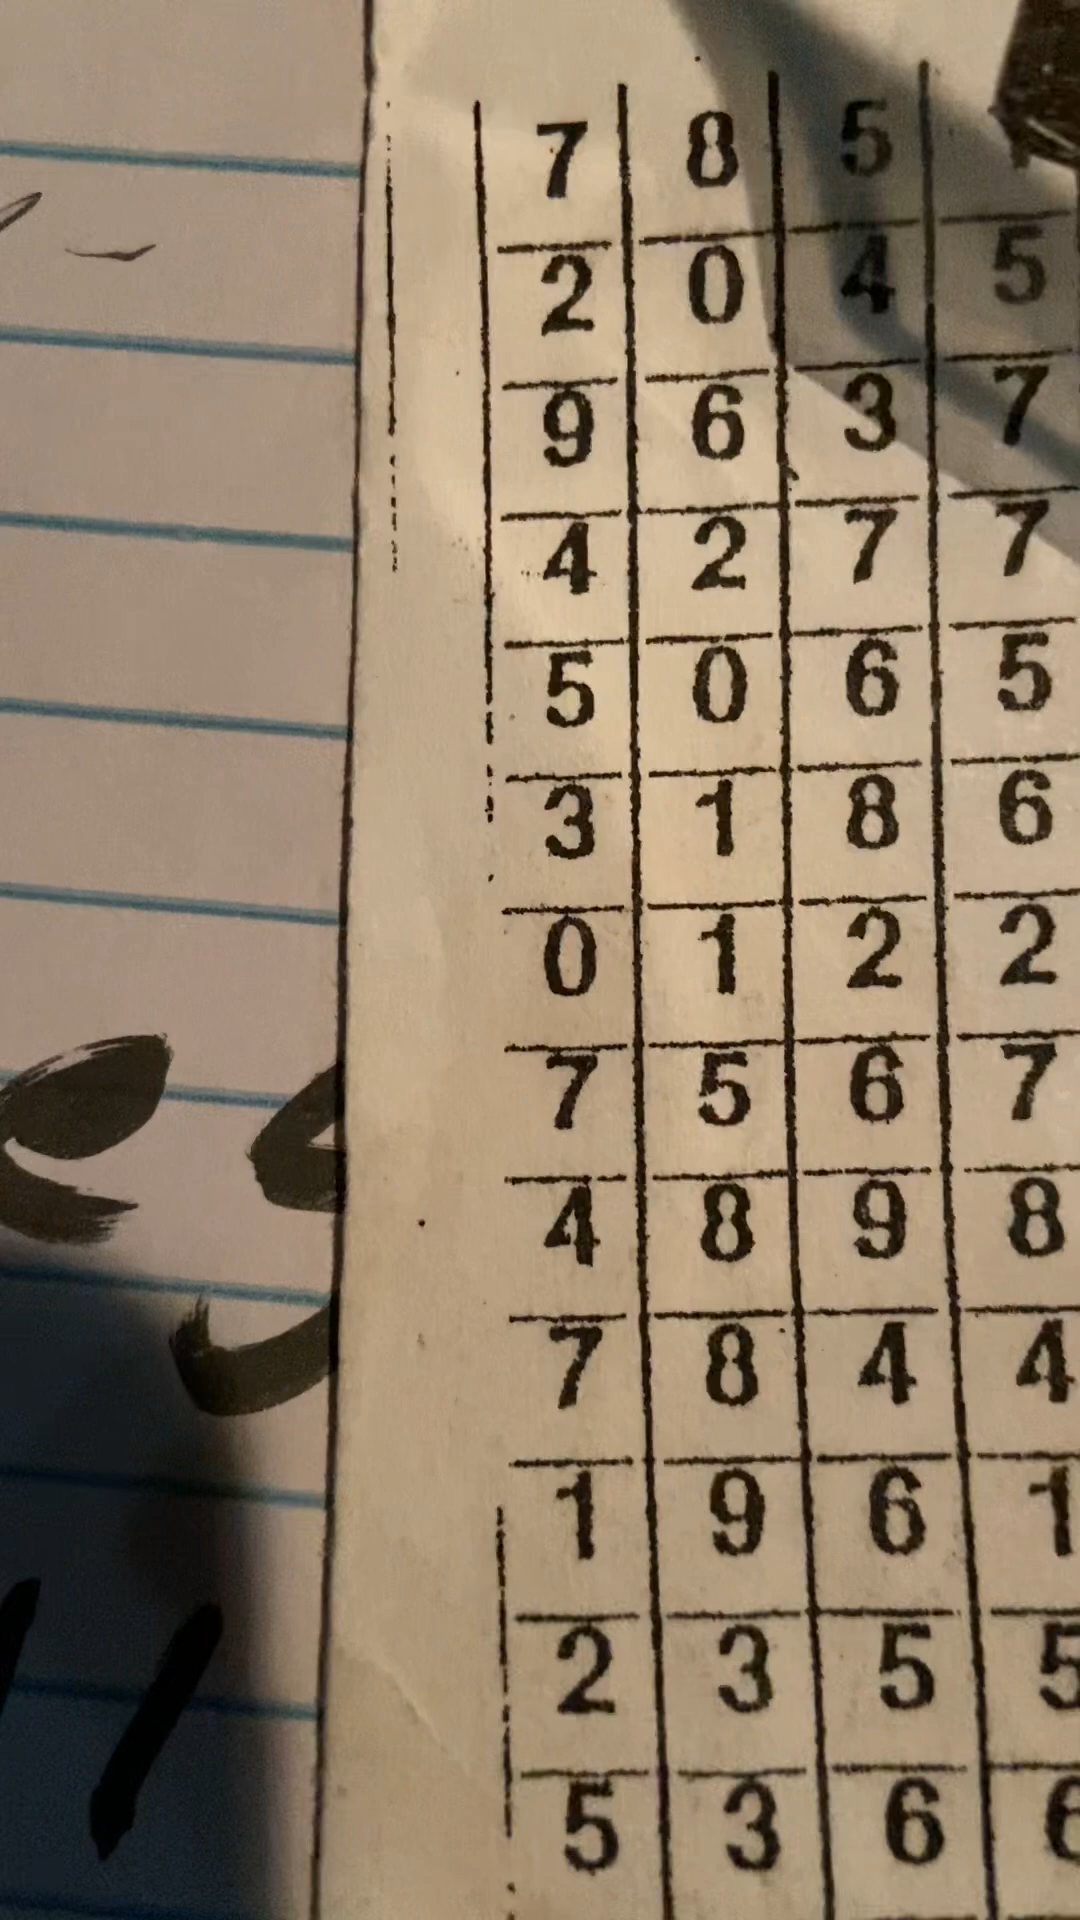 7 8 5
2 0 4 5
9 6 3 7
4 2 7 7
5 0 6 5
3 1 8 6
0 1 2 2
7 5 6 7
4 8 9 8
7 8 4 4
1 9 6 1
2 3 5 5
5 3 6 6